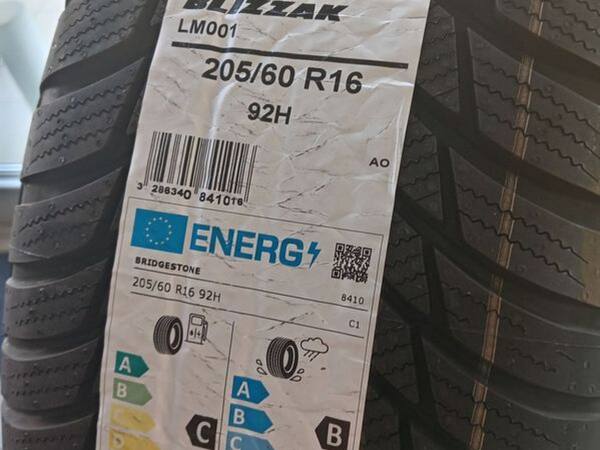 BLIZZAK
LM001
205/60 R16
92H
AO
3 286340 841016
ENERG
BRIDGESTONE
8410
205/60 R16 92H
C1
A
B
C
A
B
C
B